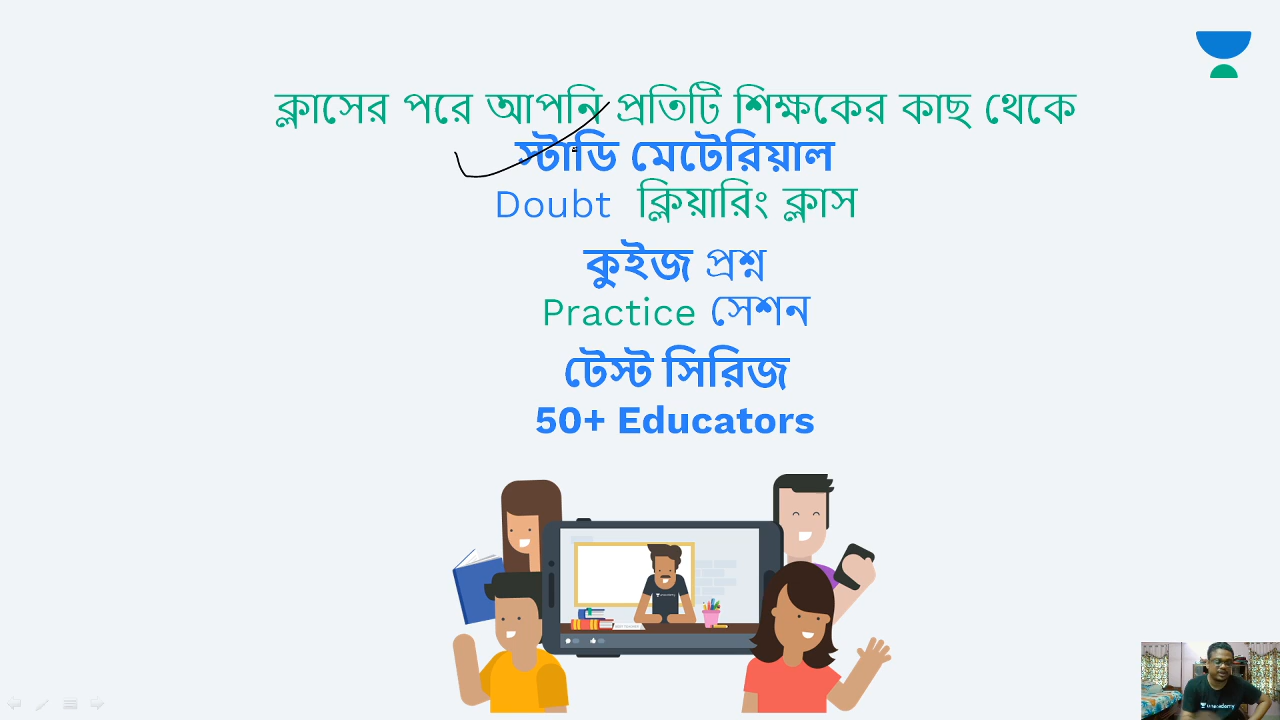 ক্লাসের পরে আপনি প্রতিটি শিক্ষকের কাছ থেকে
স্টাডি মেটেরিয়াল
Doubt ক্লিয়ারিং ক্লাস
কুইজ প্রশ্ন
Practice সেশন
টেস্ট সিরিজ
50+ Educators